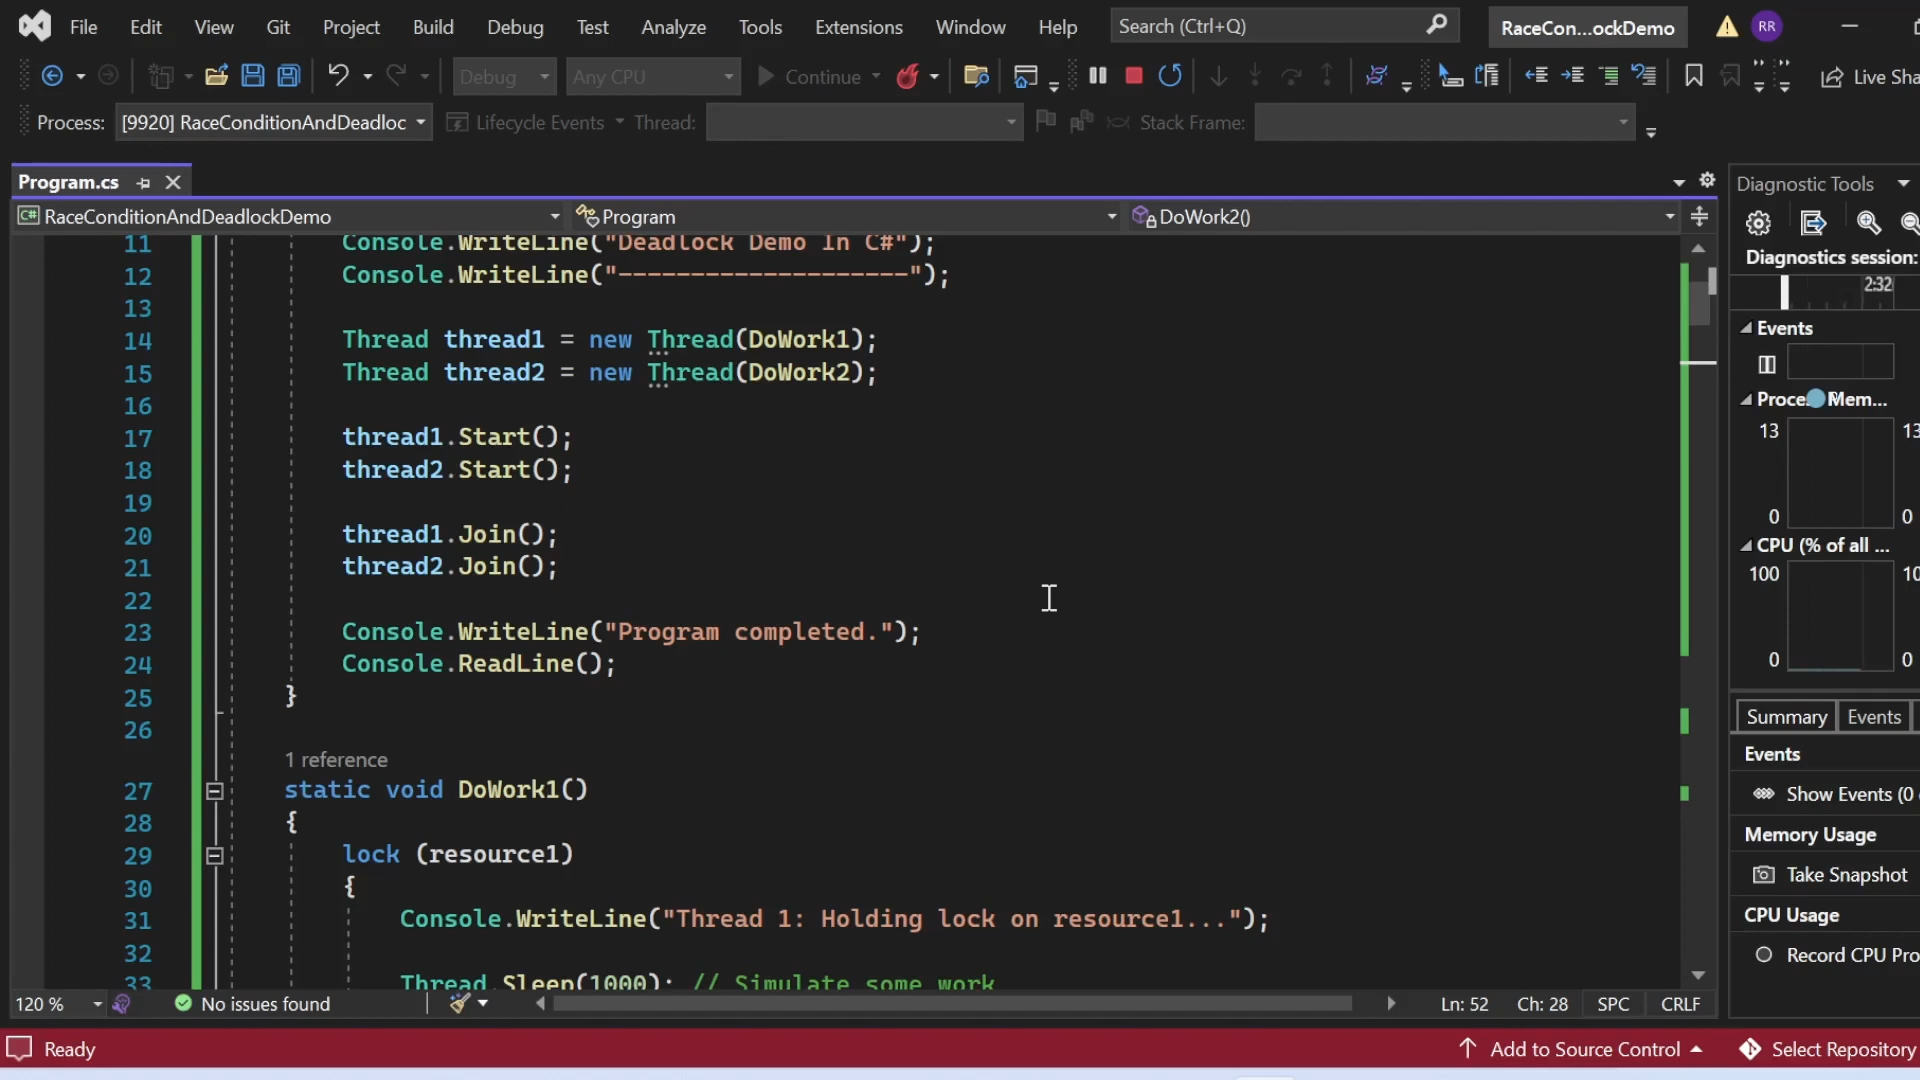 File Edit View Git Project Build Debug Test Analyze Tools Extensions Window Help Search (Ctrl+Q) RaceCon...ockDemo RR
Debug Any CPU Continue Live Sha
Process: [9920] RaceConditionAndDeadloc Lifecycle Events Thread: Stack Frame:
Program.cs
RaceConditionAndDeadlockDemo Program DoWork2()
11 Console.WriteLine("Deadlock Demo In C#");
12 Console.WriteLine("--------------------");
13
14 Thread thread1 = new Thread(DoWork1);
15 Thread thread2 = new Thread(DoWork2);
16
17 thread1.Start();
18 thread2.Start();
19
20 thread1.Join();
21 thread2.Join();
22
23 Console.WriteLine("Program completed.");
24 Console.ReadLine();
25 }
26
1 reference
27 static void DoWork1()
28 {
29 lock (resource1)
30 {
31 Console.WriteLine("Thread 1: Holding lock on resource1...");
32
33 Thread.Sleep(1000); // Simulate some work
120 % No issues found Ln: 52 Ch: 28 SPC CRLF
Ready Add to Source Control Select Repository
Diagnostic Tools
Diagnostics session:
2:32
Events
Mem...
13 13
0 0
CPU (% of all ...
100 10
0 0
Summary Events
Events
Show Events (0
Memory Usage
Take Snapshot
CPU Usage
Record CPU Pro